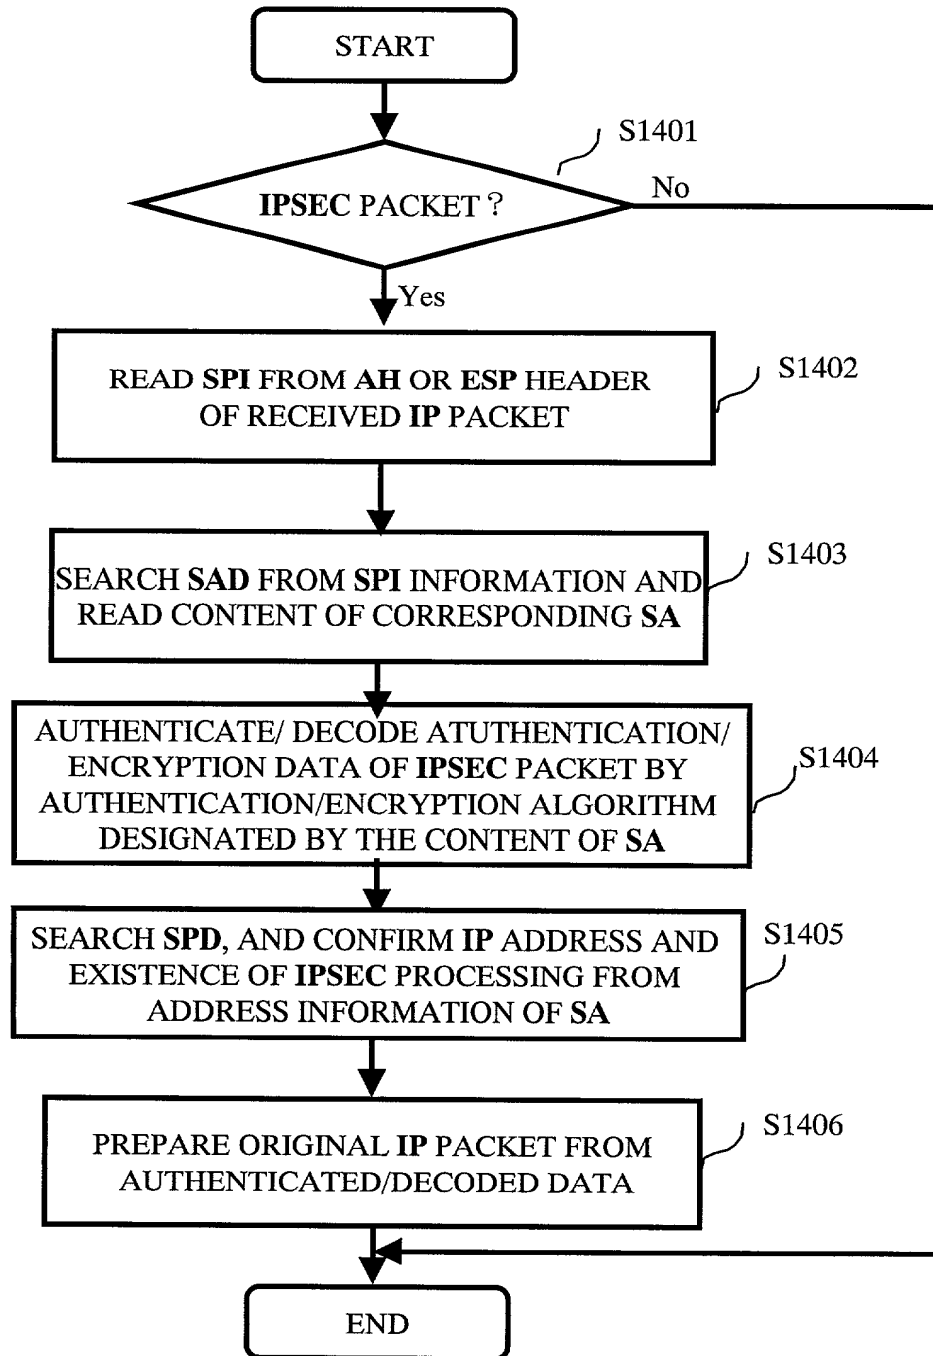 START
S1401
IPSEC PACKET ?
No
Yes
READ SPI FROM AH OR ESP HEADER
OF RECEIVED IP PACKET
S1402
SEARCH SAD FROM SPI INFORMATION AND
READ CONTENT OF CORRESPONDING SA
S1403
AUTHENTICATE/ DECODE ATUTHENTICATION/
ENCRYPTION DATA OF IPSEC PACKET BY
AUTHENTICATION/ENCRYPTION ALGORITHM
DESIGNATED BY THE CONTENT OF SA
S1404
SEARCH SPD, AND CONFIRM IP ADDRESS AND
EXISTENCE OF IPSEC PROCESSING FROM
ADDRESS INFORMATION OF SA
S1405
PREPARE ORIGINAL IP PACKET FROM
AUTHENTICATED/DECODED DATA
S1406
END